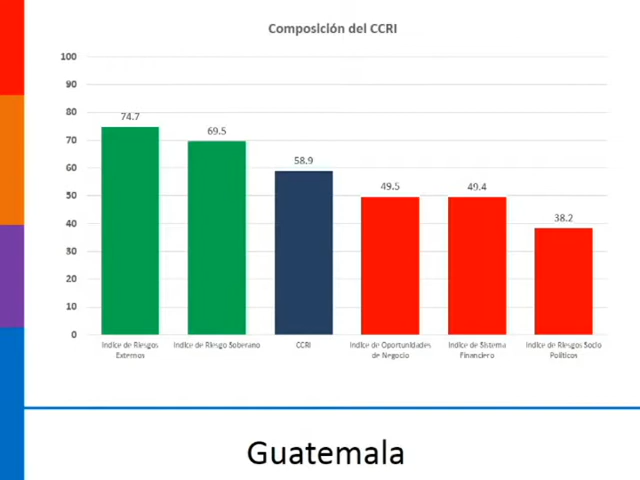 Composición del CCRI
100
90
80
70
60
50
40
30
20
10
0
74.7
69.5
58.9
49.5
49.4
38.2
Indice de Riesgos
Externos
Indice de Riesgo Soberano
CCRI
Indice de Oportunidades
de Negocio
Indice de Sistema
Financiero
Indice de Riesgos Socio
Políticos
Guatemala